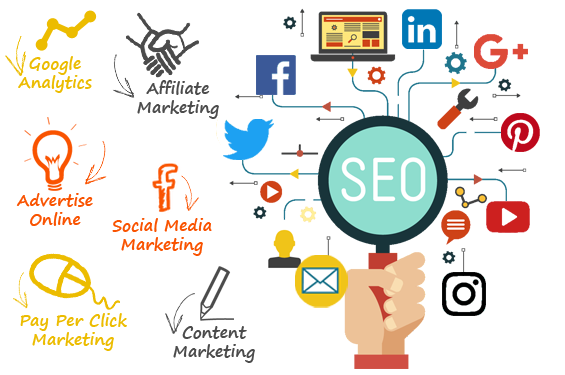 Google
Analytics
Affiliate
Marketing
Advertise
Online
Social Media
Marketing
Pay Per Click
Marketing
Content
Marketing
SEO
in
G+